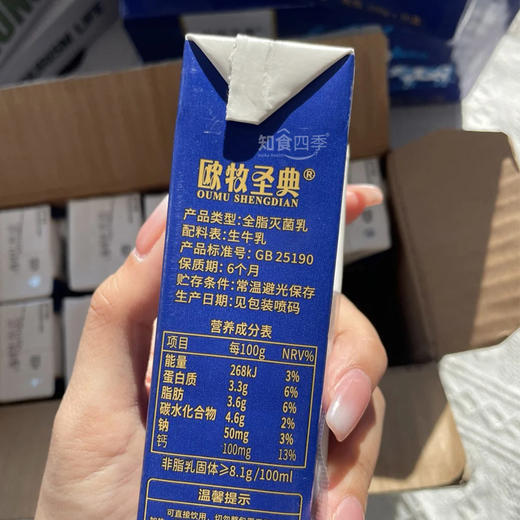 知食四季
欧牧圣典®
OUMU SHENGDIAN
产品类型:全脂灭菌乳
配料表:生牛乳
产品标准号:GB 25190
保质期:6个月
贮存条件:常温避光保存
生产日期:见包装喷码
营养成分表
项目 每100g NRV%
能量 268kJ 3%
蛋白质 3.3g 6%
脂肪 3.6g 6%
碳水化合物 4.6g 2%
钠 50mg 3%
钙 100mg 13%
非脂乳固体≥8.1g/100ml
温馨提示